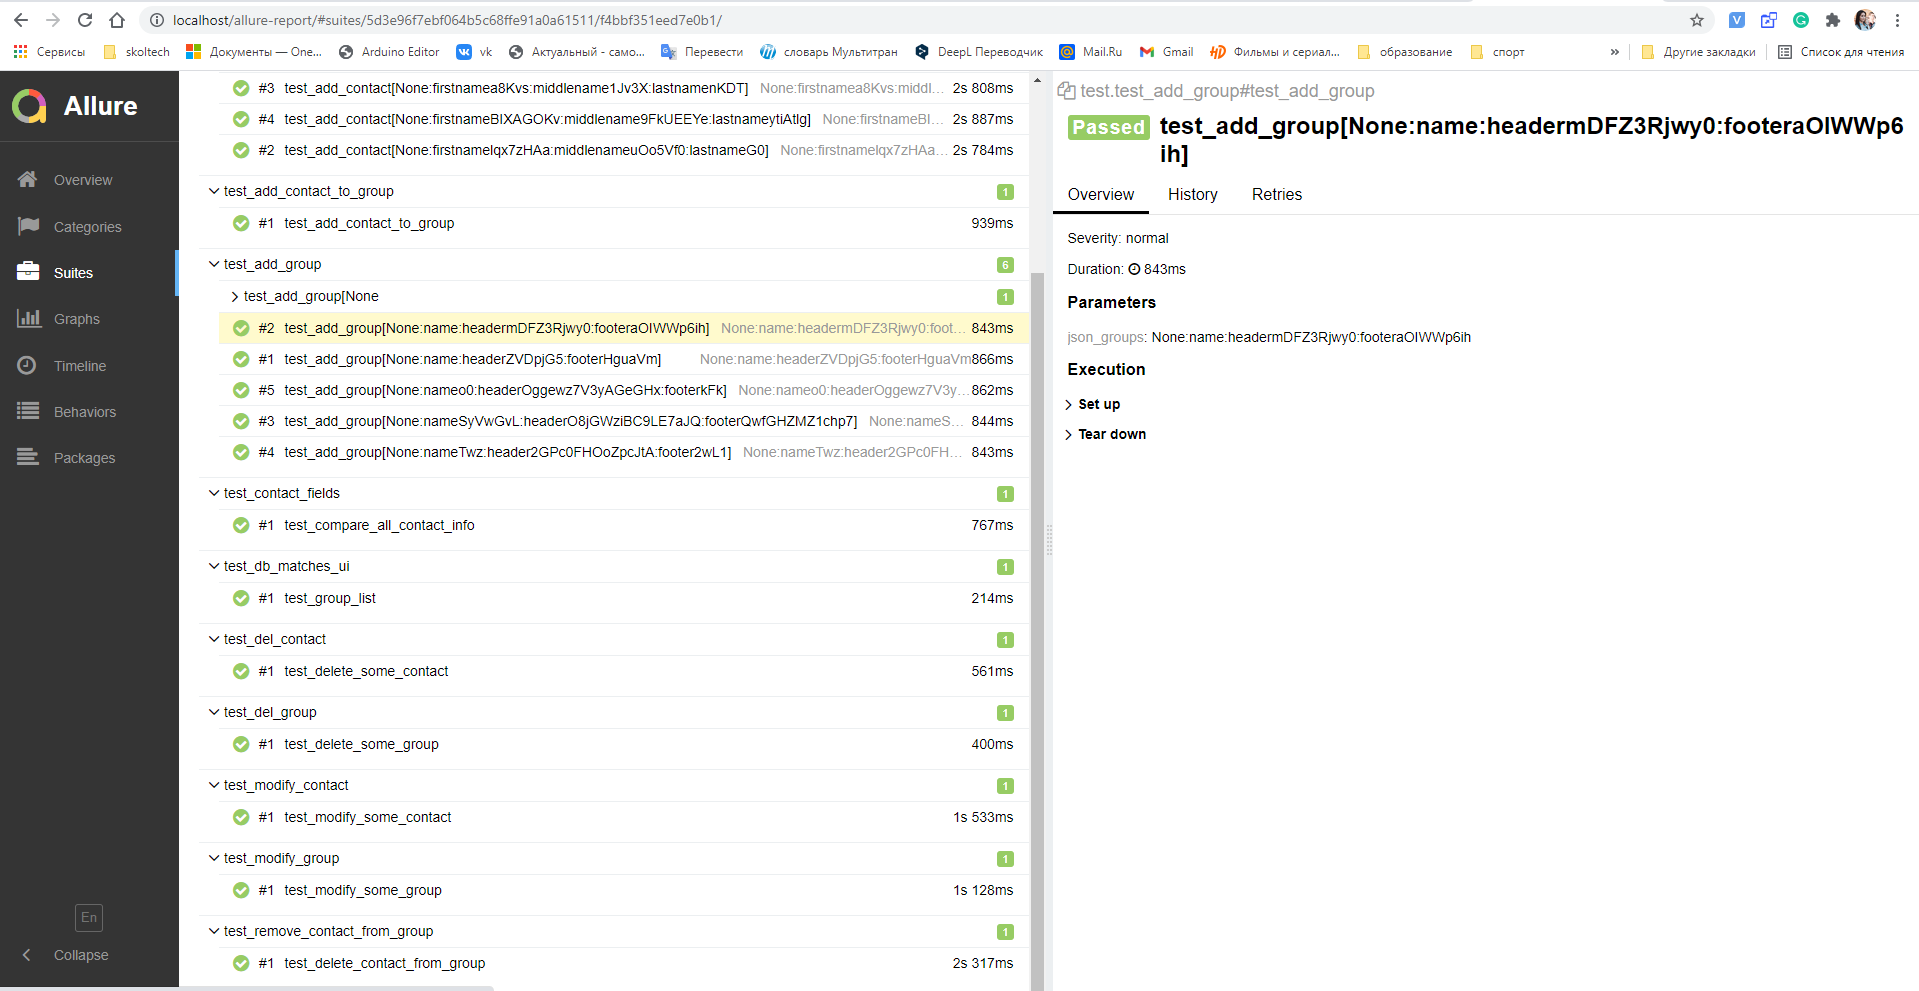 localhost/allure-report/#suites/5d3e96f7ebf064b5c68ffe91a0a61511/f4bbf351eed7e0b1/
Сервисы skoltech Документы — One... Arduino Editor vk Актуальный - само... Перевести словарь Мультитран DeepL Переводчик Mail.Ru Gmail Фильмы и сериал... образование спорт » Другие закладки Список для чтения
Allure
Overview
Categories
Suites
Graphs
Timeline
Behaviors
Packages
En
Collapse
#3 test_add_contact[None:firstnamea8Kvs:middlename1Jv3X:lastnamenKDT] None:firstnamea8Kvs:middl... 2s 808ms
#4 test_add_contact[None:firstnameBIXAGOKv:middlename9FkUEEYe:lastnameytiAtlg] None:firstnameBI... 2s 887ms
#2 test_add_contact[None:firstnameIqx7zHAa:middlenameuOo5Vf0:lastnameG0] None:firstnameIqx7zHAa... 2s 784ms
test_add_contact_to_group 1
#1 test_add_contact_to_group 939ms
test_add_group 6
test_add_group[None 1
#2 test_add_group[None:name:headermDFZ3Rjwy0:footeraOIWWp6ih] None:name:headermDFZ3Rjwy0:foot... 843ms
#1 test_add_group[None:name:headerZVDpjG5:footerHguaVm] None:name:headerZVDpjG5:footerHguaVm 866ms
#5 test_add_group[None:nameo0:headerOggewz7V3yAGeGHx:footerkFk] None:nameo0:headerOggewz7V3y... 862ms
#3 test_add_group[None:nameSyVwGvL:headerO8jGWziBC9LE7aJQ:footerQwfGHZMZ1chp7] None:nameS... 844ms
#4 test_add_group[None:nameTwz:header2GPc0FHOoZpcJtA:footer2wL1] None:nameTwz:header2GPc0FH... 843ms
test_contact_fields 1
#1 test_compare_all_contact_info 767ms
test_db_matches_ui 1
#1 test_group_list 214ms
test_del_contact 1
#1 test_delete_some_contact 561ms
test_del_group 1
#1 test_delete_some_group 400ms
test_modify_contact 1
#1 test_modify_some_contact 1s 533ms
test_modify_group 1
#1 test_modify_some_group 1s 128ms
test_remove_contact_from_group 1
#1 test_delete_contact_from_group 2s 317ms
test.test_add_group#test_add_group
Passed test_add_group[None:name:headermDFZ3Rjwy0:footeraOIWWp6
ih]
Overview History Retries
Severity: normal
Duration: 843ms
Parameters
json_groups: None:name:headermDFZ3Rjwy0:footeraOIWWp6ih
Execution
Set up
Tear down